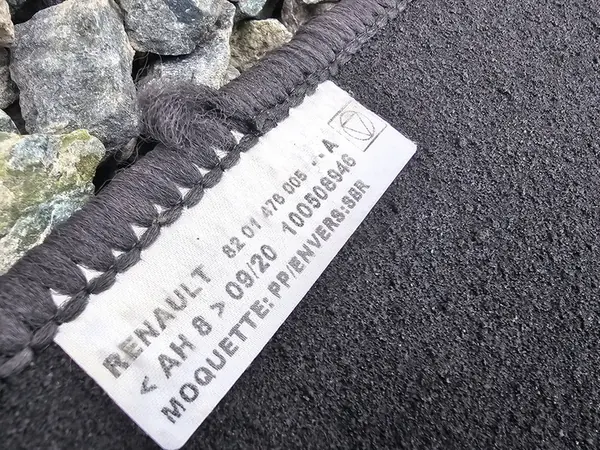 RENAULT 82 01 476 005 - - A
< AH 8 > 09/20 100508946
MOQUETTE: PP/ENVERS:SBR